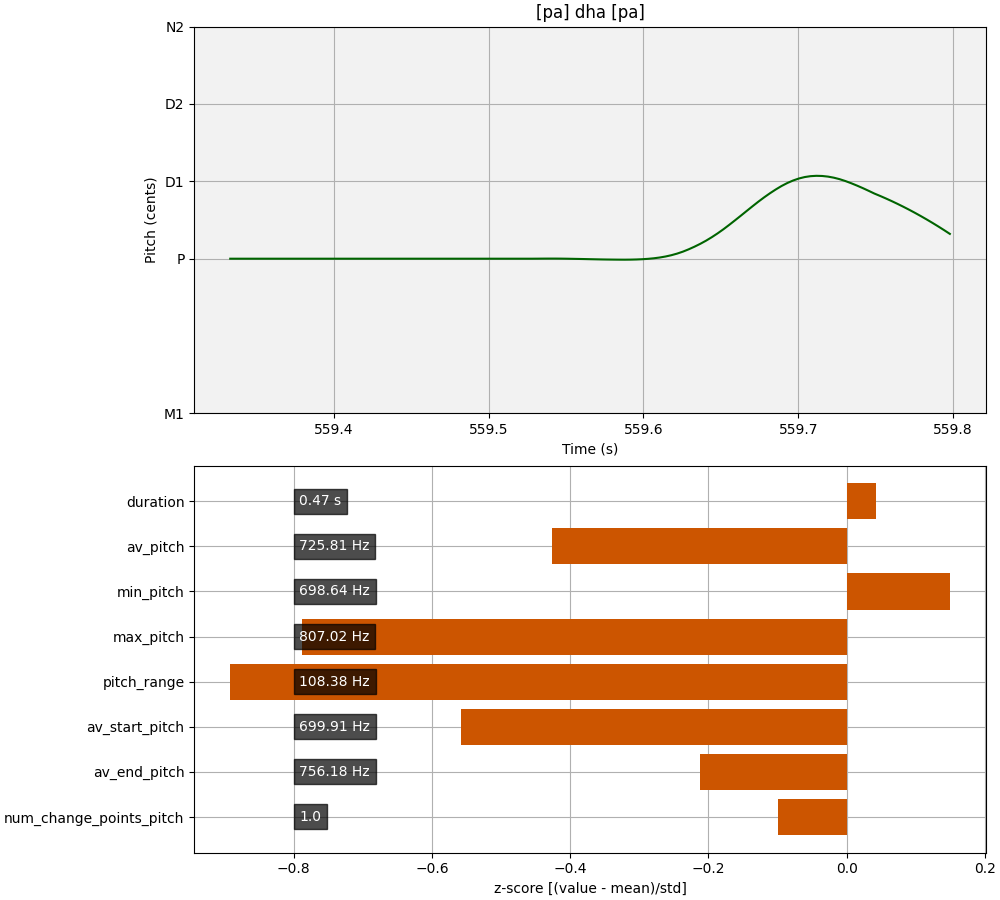 [pa] dha [pa]
N2
D2
D1
P
M1
Pitch (cents)
559.4 559.5 559.6 559.7 559.8
Time (s)
duration 0.47 s
av_pitch 725.81 Hz
min_pitch 698.64 Hz
max_pitch 807.02 Hz
pitch_range 108.38 Hz
av_start_pitch 699.91 Hz
av_end_pitch 756.18 Hz
num_change_points_pitch 1.0
−0.8 −0.6 −0.4 −0.2 0.0 0.2
z-score [(value - mean)/std]